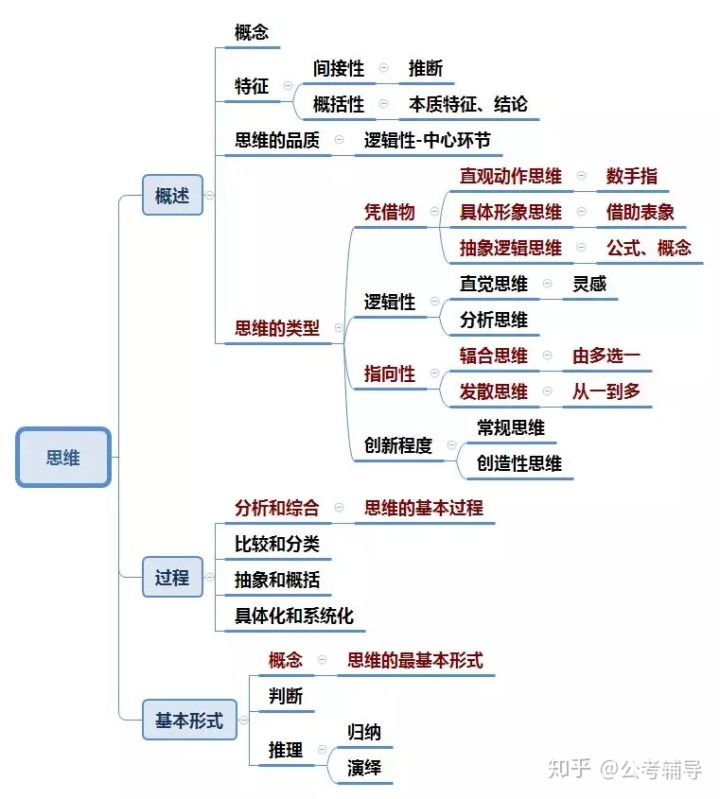 思维
概述
概念
特征
间接性
推断
概括性
本质特征、结论
思维的品质
逻辑性-中心环节
思维的类型
凭借物
直观动作思维
数手指
具体形象思维
借助表象
抽象逻辑思维
公式、概念
逻辑性
直觉思维
灵感
分析思维
指向性
辐合思维
由多选一
发散思维
从一到多
创新程度
常规思维
创造性思维
过程
分析和综合
思维的基本过程
比较和分类
抽象和概括
具体化和系统化
基本形式
概念
思维的最基本形式
判断
推理
归纳
演绎
知乎 @公考辅导